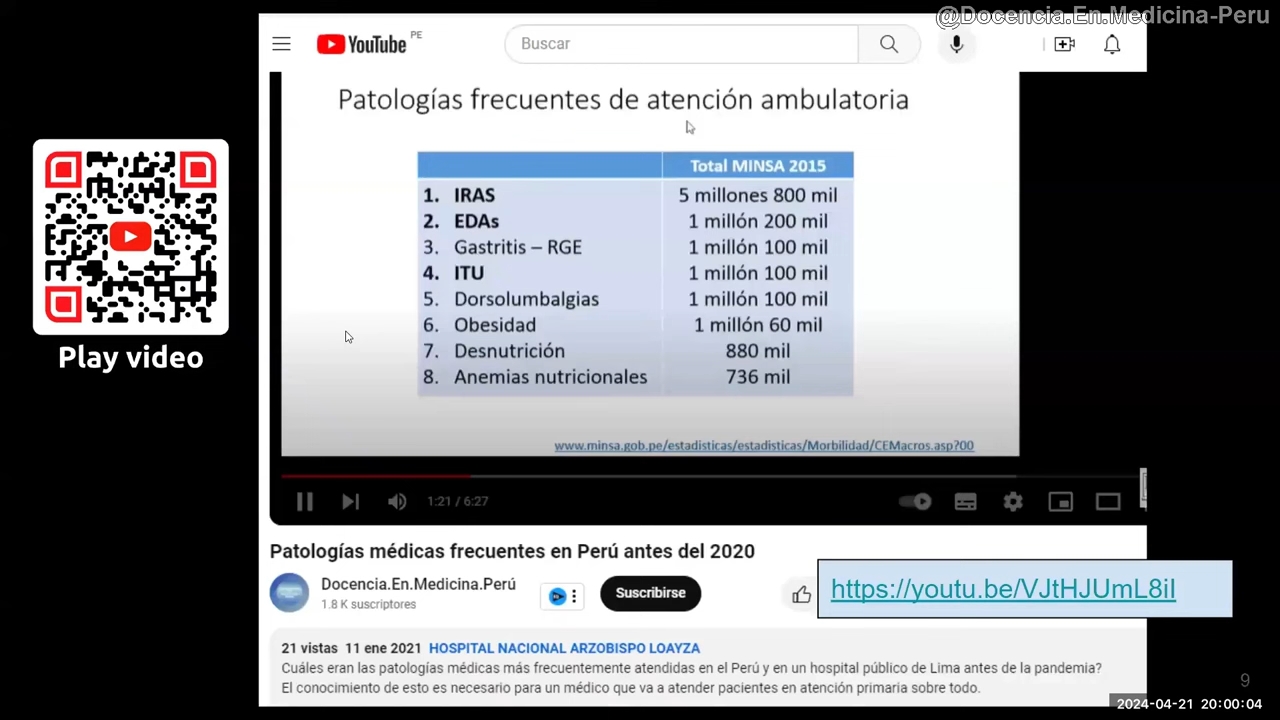 @Docencia.En.Medicina-Peru
YouTube PE
Buscar
Patologías frecuentes de atención ambulatoria
Total MINSA 2015
1. IRAS 5 millones 800 mil
2. EDAs 1 millón 200 mil
3. Gastritis – RGE 1 millón 100 mil
4. ITU 1 millón 100 mil
5. Dorsolumbalgias 1 millón 100 mil
6. Obesidad 1 millón 60 mil
7. Desnutrición 880 mil
8. Anemias nutricionales 736 mil
www.minsa.gob.pe/estadisticas/estadisticas/Morbilidad/CEMacros.asp?00
Play video
1:21 / 6:27
Patologías médicas frecuentes en Perú antes del 2020
Docencia.En.Medicina.Perú
1.8 K suscriptores
Suscribirse
https://youtu.be/VJtHJUmL8iI
21 vistas 11 ene 2021 HOSPITAL NACIONAL ARZOBISPO LOAYZA
Cuáles eran las patologías médicas más frecuentemente atendidas en el Perú y en un hospital público de Lima antes de la pandemia?
El conocimiento de esto es necesario para un médico que va a atender pacientes en atención primaria sobre todo.
9
2024-04-21 20:00:04